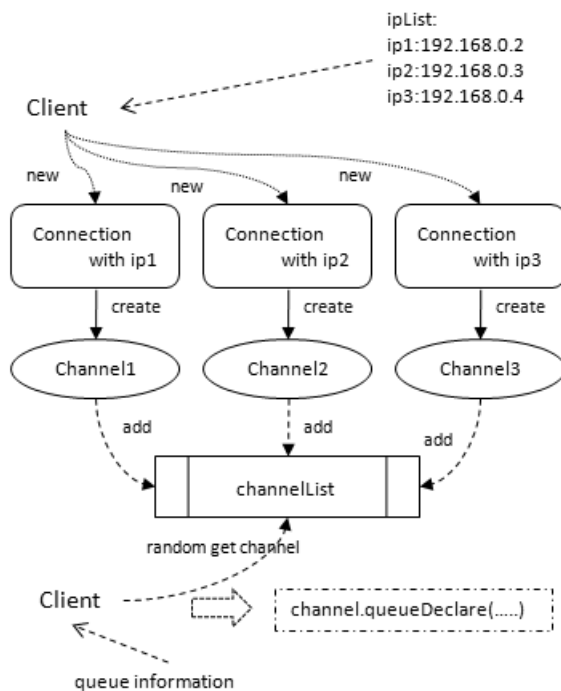 ipList:
ip1:192.168.0.2
ip2:192.168.0.3
ip3:192.168.0.4
Client
new
new
new
Connection
with ip1
Connection
with ip2
Connection
with ip3
create
create
create
Channel1
Channel2
Channel3
add
add
add
channelList
random get channel
Client
channel.queueDeclare(.....)
queue information